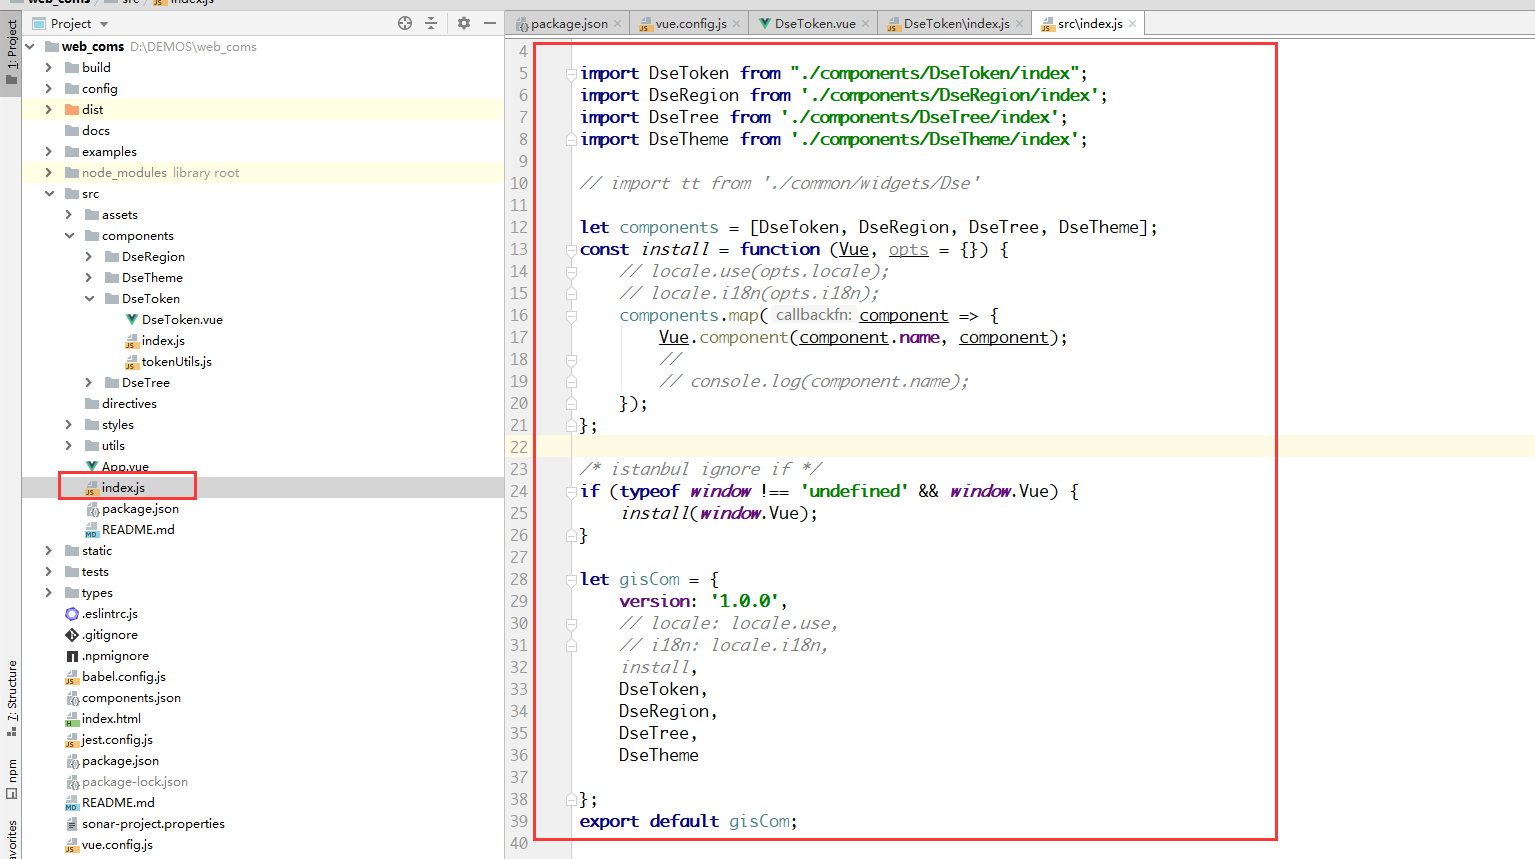 web_coms
src
index.js
Project
package.json
vue.config.js
DseToken.vue
DseToken\index.js
src\index.js
1: Project
7: Structure
npm
web_coms D:\DEMOS\web_coms
build
config
dist
docs
examples
node_modules library root
src
assets
components
DseRegion
DseTheme
DseToken
DseToken.vue
index.js
tokenUtils.js
DseTree
directives
styles
utils
App.vue
index.js
package.json
README.md
static
tests
types
.eslintrc.js
.gitignore
.npmignore
babel.config.js
components.json
index.html
jest.config.js
package.json
package-lock.json
README.md
sonar-project.properties
vue.config.js
4
5 import DseToken from "./components/DseToken/index";
6 import DseRegion from './components/DseRegion/index';
7 import DseTree from './components/DseTree/index';
8 import DseTheme from './components/DseTheme/index';
9
10 // import tt from './common/widgets/Dse'
11
12 let components = [DseToken, DseRegion, DseTree, DseTheme];
13 const install = function (Vue, opts = {}) {
14 // locale.use(opts.locale);
15 // locale.i18n(opts.i18n);
16 components.map( callbackfn: component => {
17 Vue.component(component.name, component);
18 //
19 // console.log(component.name);
20 });
21 };
22
23 /* istanbul ignore if */
24 if (typeof window !== 'undefined' && window.Vue) {
25 install(window.Vue);
26 }
27
28 let gisCom = {
29 version: '1.0.0',
30 // locale: locale.use,
31 // i18n: locale.i18n,
32 install,
33 DseToken,
34 DseRegion,
35 DseTree,
36 DseTheme
37
38 };
39 export default gisCom;
40